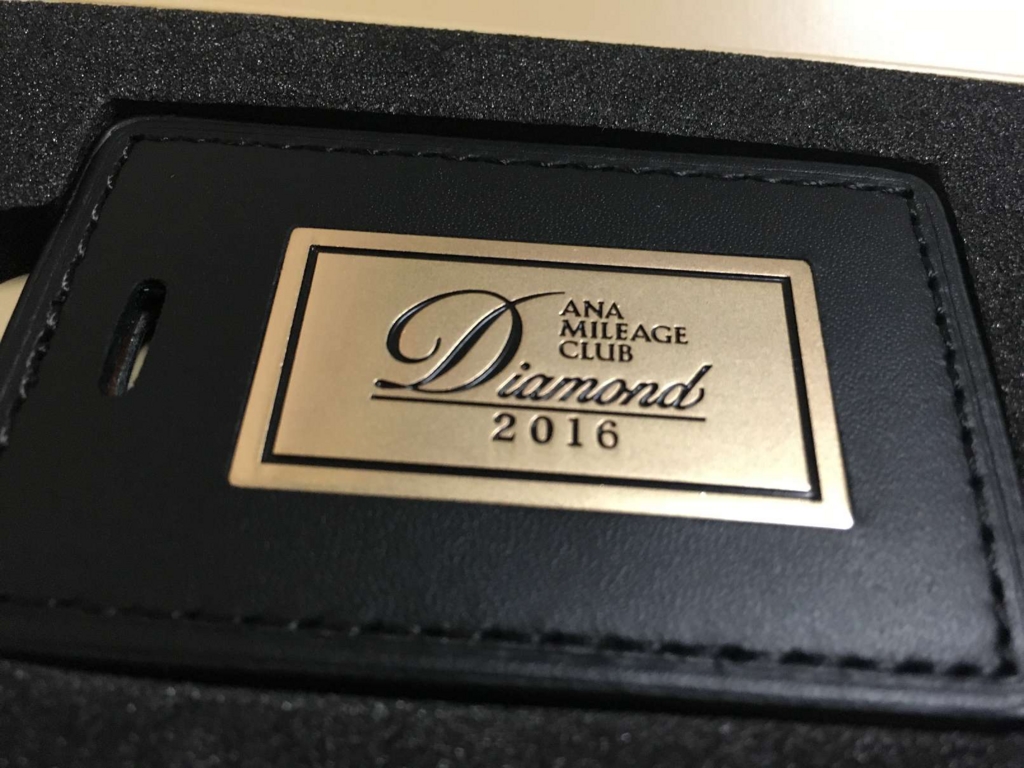 ANA
MILEAGE
CLUB
Diamond
2016